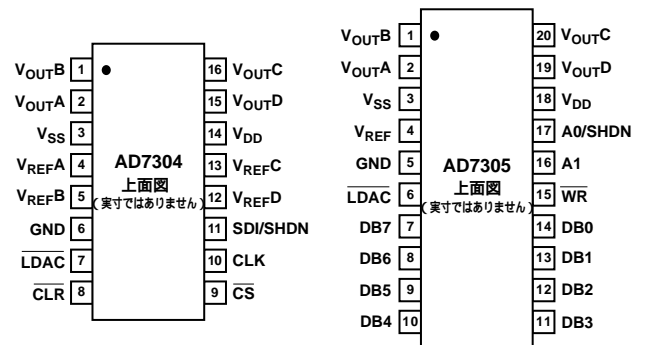 VOUTB 1
VOUTA 2
VSS 3
VREFA 4
VREFB 5
GND 6
LDAC 7
CLR 8
AD7304
上面図
(実寸ではありません)
16 VOUTC
15 VOUTD
14 VDD
13 VREFC
12 VREFD
11 SDI/SHDN
10 CLK
9 CS
VOUTB 1
VOUTA 2
VSS 3
VREF 4
GND 5
LDAC 6
DB7 7
DB6 8
DB5 9
DB4 10
AD7305
上面図
(実寸ではありません)
20 VOUTC
19 VOUTD
18 VDD
17 A0/SHDN
16 A1
15 WR
14 DB0
13 DB1
12 DB2
11 DB3